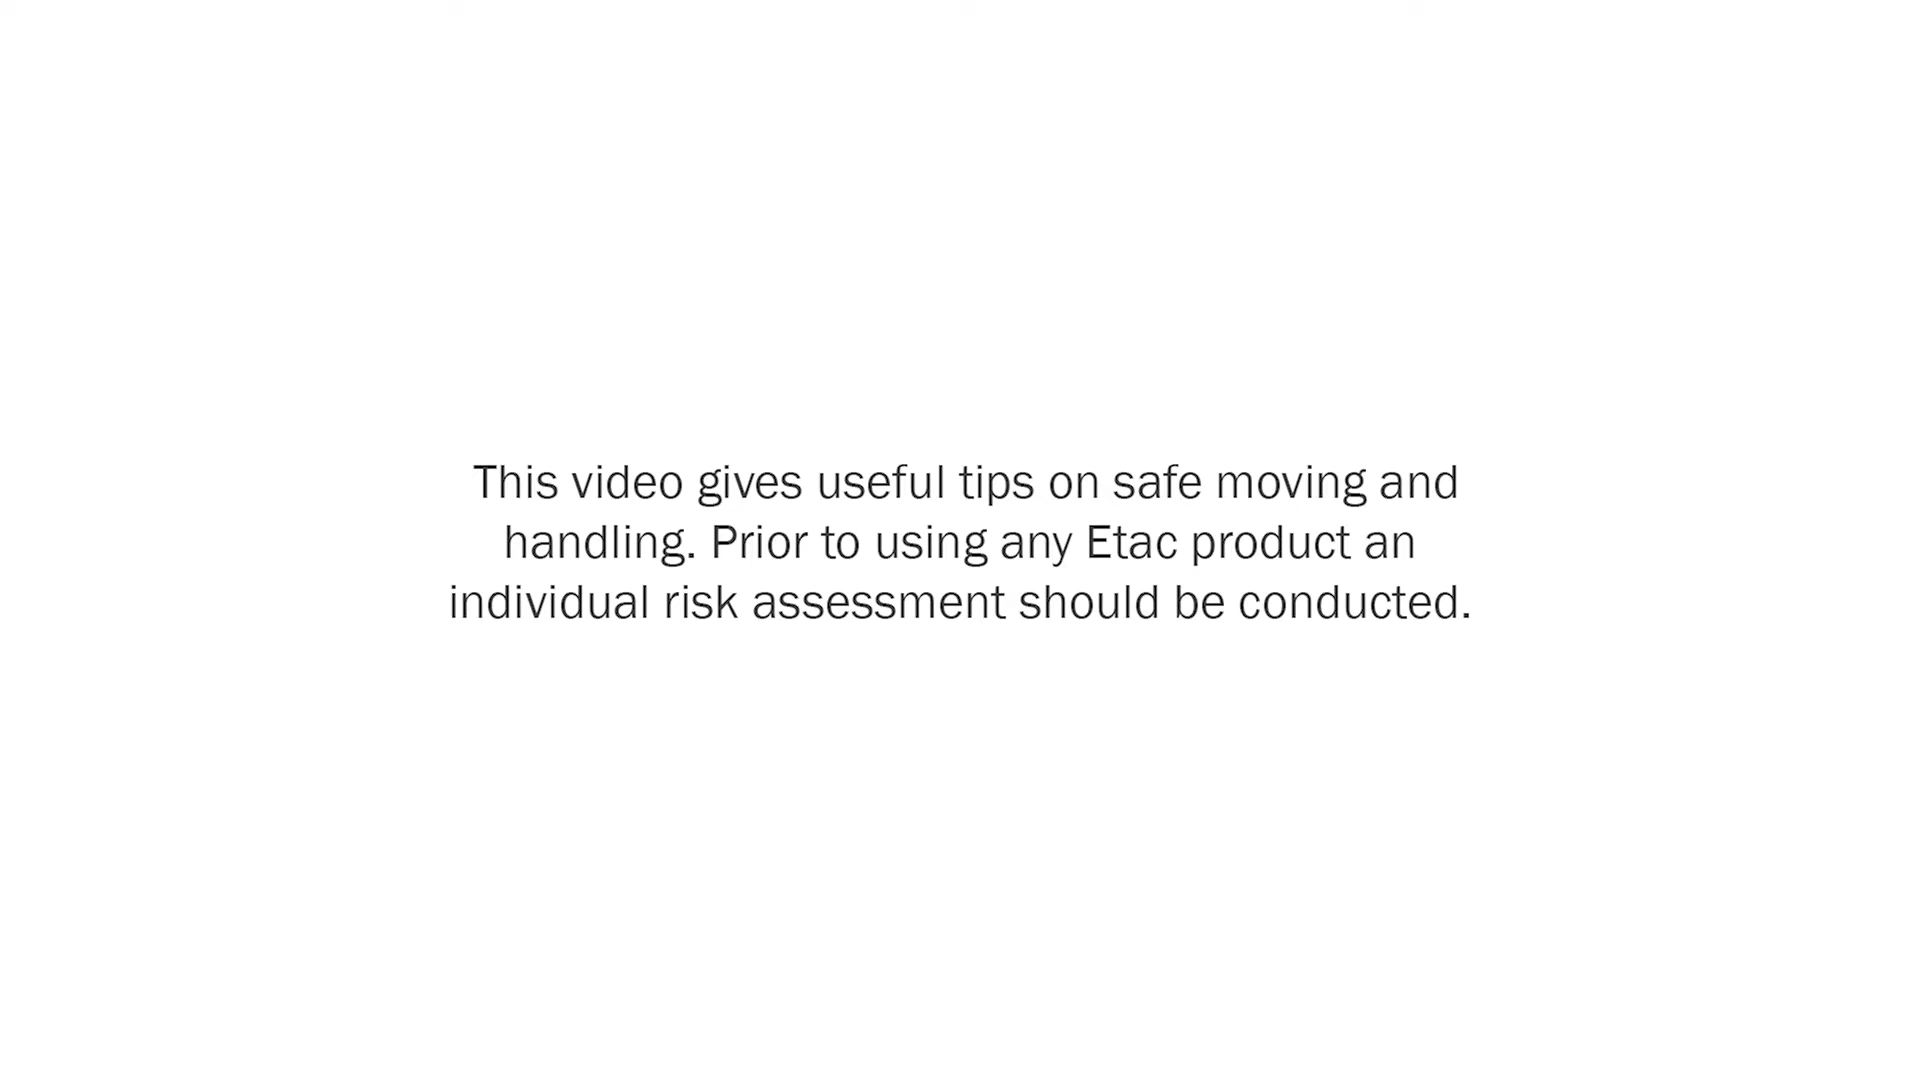 This video gives useful tips on safe moving and
handling. Prior to using any Etac product an
individual risk assessment should be conducted.